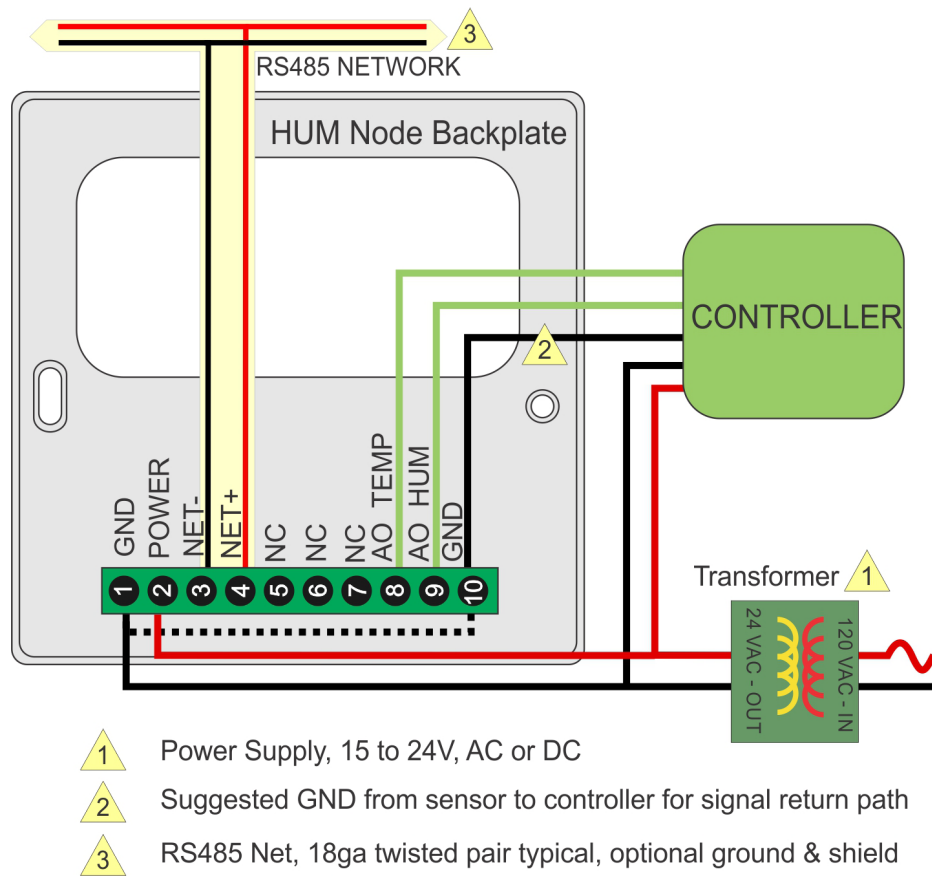 3
RS485 NETWORK
HUM Node Backplate
CONTROLLER
2
GND
POWER
NET-
NET+
NC
NC
NC
AO TEMP
AO HUM
GND
1
2
3
4
5
6
7
8
9
10
Transformer 1
24 VAC - OUT
120 VAC - IN
1 Power Supply, 15 to 24V, AC or DC
2 Suggested GND from sensor to controller for signal return path
3 RS485 Net, 18ga twisted pair typical, optional ground & shield